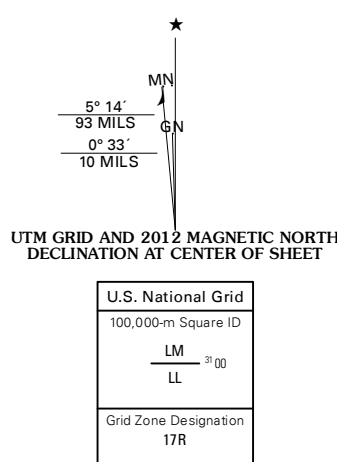 ★
MN
5° 14´
93 MILS
GN
0° 33´
10 MILS
UTM GRID AND 2012 MAGNETIC NORTH
DECLINATION AT CENTER OF SHEET
U.S. National Grid
100,000-m Square ID
LM
3100
LL
Grid Zone Designation
17R